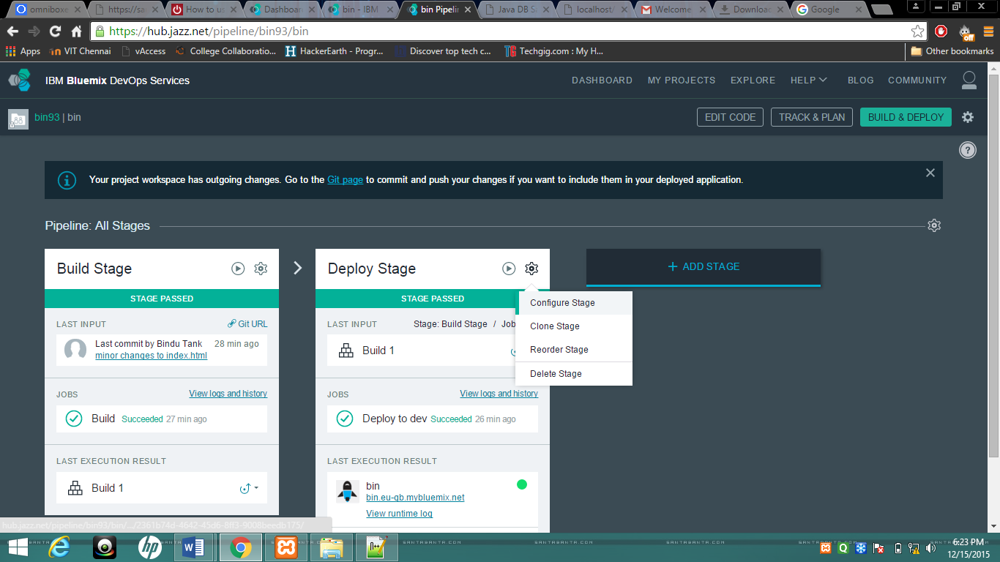 omniboxe
https://sa
How to us
Dashboar
bin - IBM
bin Pipelin
Java DB S
localhost/
Welcome
Downloac
Google
https://hub.jazz.net/pipeline/bin93/bin
off
Apps
VIT Chennai
vAccess
College Collaboratio...
HackerEarth - Progr...
Discover top tech c...
Techgig.com : My H...
Other bookmarks
IBM Bluemix DevOps Services
DASHBOARD
MY PROJECTS
EXPLORE
HELP
BLOG
COMMUNITY
bin93 | bin
EDIT CODE
TRACK & PLAN
BUILD & DEPLOY
?
Your project workspace has outgoing changes. Go to the Git page to commit and push your changes if you want to include them in your deployed application.
Pipeline: All Stages
Build Stage
STAGE PASSED
LAST INPUT
Git URL
Last commit by Bindu Tank 28 min ago
minor changes to index.html
JOBS
View logs and history
Build Succeeded 27 min ago
LAST EXECUTION RESULT
Build 1
Deploy Stage
STAGE PASSED
LAST INPUT
Stage: Build Stage / Job
Build 1
JOBS
View logs and history
Deploy to dev Succeeded 26 min ago
LAST EXECUTION RESULT
bin
bin.eu-gb.mybluemix.net
View runtime log
+ ADD STAGE
Configure Stage
Clone Stage
Reorder Stage
Delete Stage
hub.jazz.net/pipeline/bin93/bin/.../2361b74d-4642-45d6-8ff3-9008beedb175/
SANTABANTA.COM
SANTABANTA.COM
SANTABANTA.COM
6:23 PM
12/15/2015